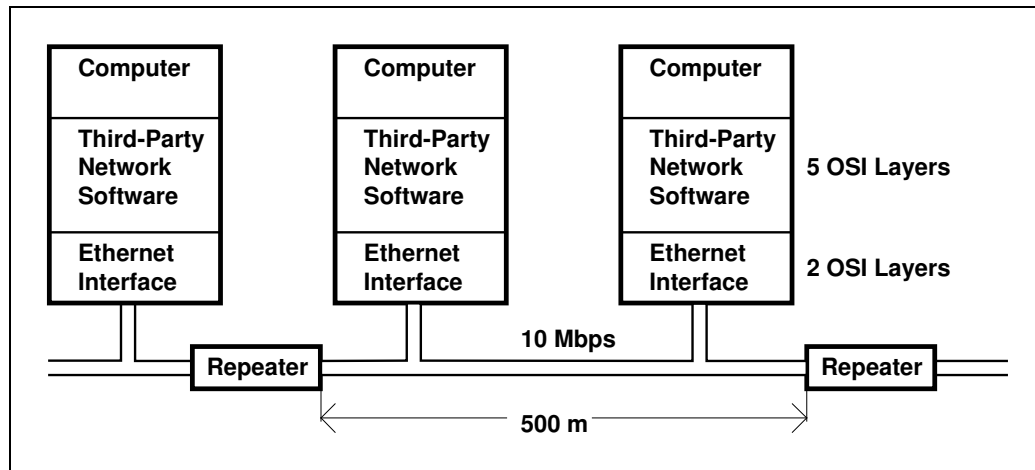 Computer
Third-Party
Network
Software
Ethernet
Interface
Computer
Third-Party
Network
Software
Ethernet
Interface
Computer
Third-Party
Network
Software
Ethernet
Interface
5 OSI Layers
2 OSI Layers
10 Mbps
Repeater
Repeater
500 m